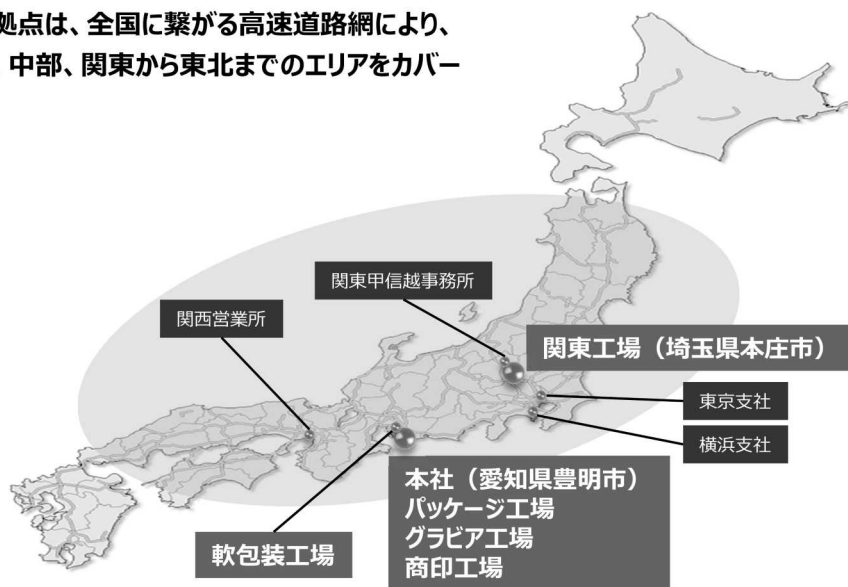 拠点は、全国に繋がる高速道路網により、
中部、関東から東北までのエリアをカバー
関東甲信越事務所
関西営業所
関東工場（埼玉県本庄市）
東京支社
横浜支社
本社（愛知県豊明市）
パッケージ工場
グラビア工場
商印工場
軟包装工場